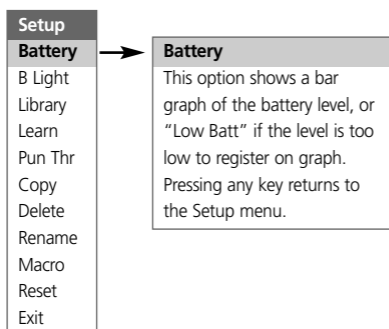 Setup
Battery
B Light
Library
Learn
Pun Thr
Copy
Delete
Rename
Macro
Reset
Exit
Battery
This option shows a bar
graph of the battery level, or
“Low Batt” if the level is too
low to register on graph.
Pressing any key returns to
the Setup menu.